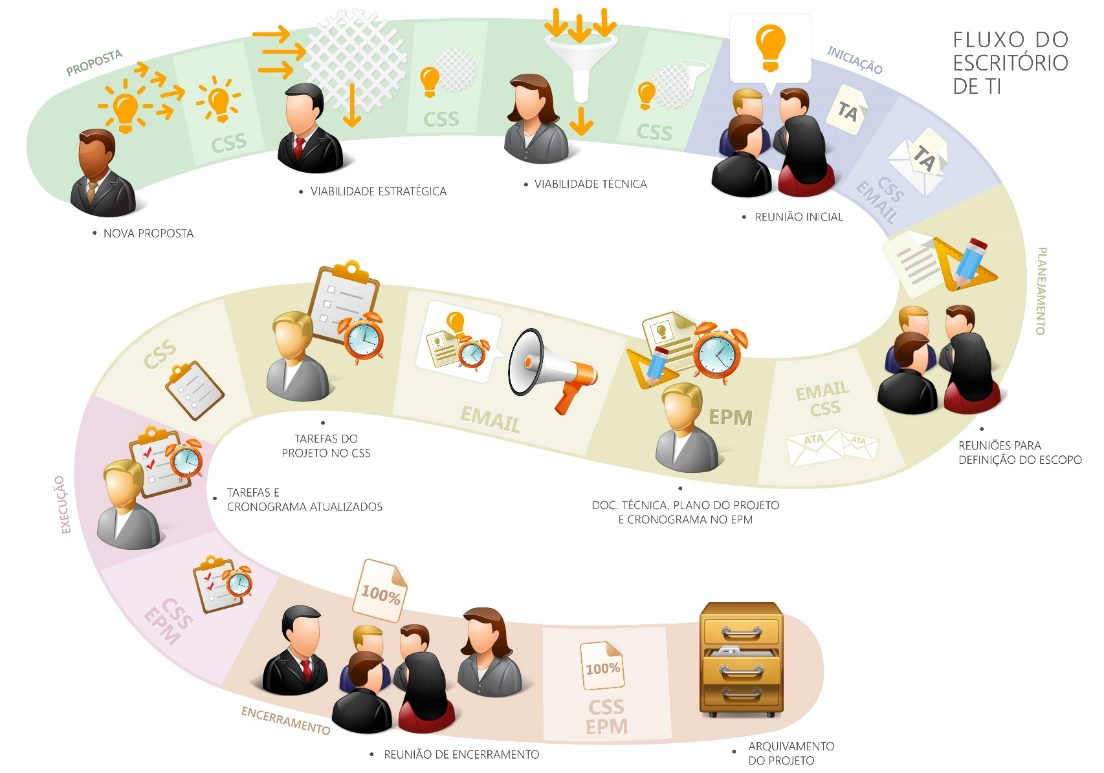 FLUXO DO
ESCRITÓRIO
DE TI
PROPOSTA
CSS
CSS
CSS
NOVA PROPOSTA
VIABILIDADE ESTRATÉGICA
VIABILIDADE TÉCNICA
INICIAÇÃO
TA
TA
CSS
EMAIL
REUNIÃO INICIAL
PLANEJAMENTO
REUNIÕES PARA
DEFINIÇÃO DO ESCOPO
EMAIL
CSS
ATA
ATA
EPM
DOC. TÉCNICA, PLANO DO PROJETO
E CRONOGRAMA NO EPM
EMAIL
TAREFAS DO
PROJETO NO CSS
CSS
EXECUÇÃO
TAREFAS E
CRONOGRAMA ATUALIZADOS
CSS
EPM
ENCERRAMENTO
100%
REUNIÃO DE ENCERRAMENTO
100%
CSS
EPM
ARQUIVAMENTO
DO PROJETO